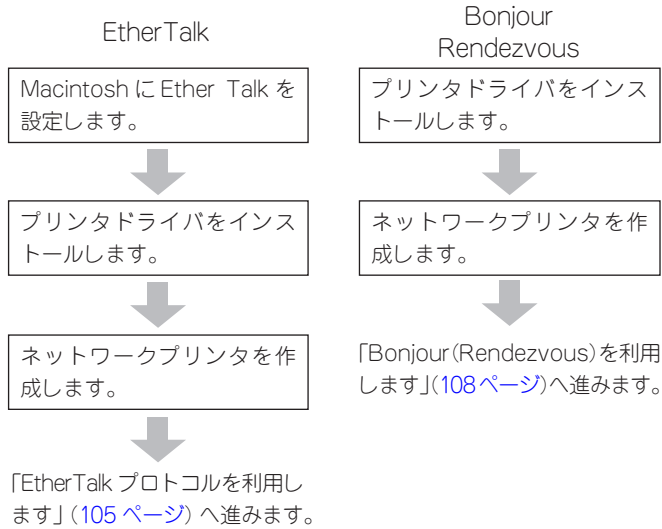 EtherTalk
Macintosh に Ether Talk を
設定します。
プリンタドライバをインス
トールします。
ネットワークプリンタを作
成します。
「EtherTalk プロトコルを利用し
ます」（105 ページ）へ進みます。
Bonjour
Rendezvous
プリンタドライバをインス
トールします。
ネットワークプリンタを作
成します。
「Bonjour（Rendezvous）を利用
します」（108ページ）へ進みます。